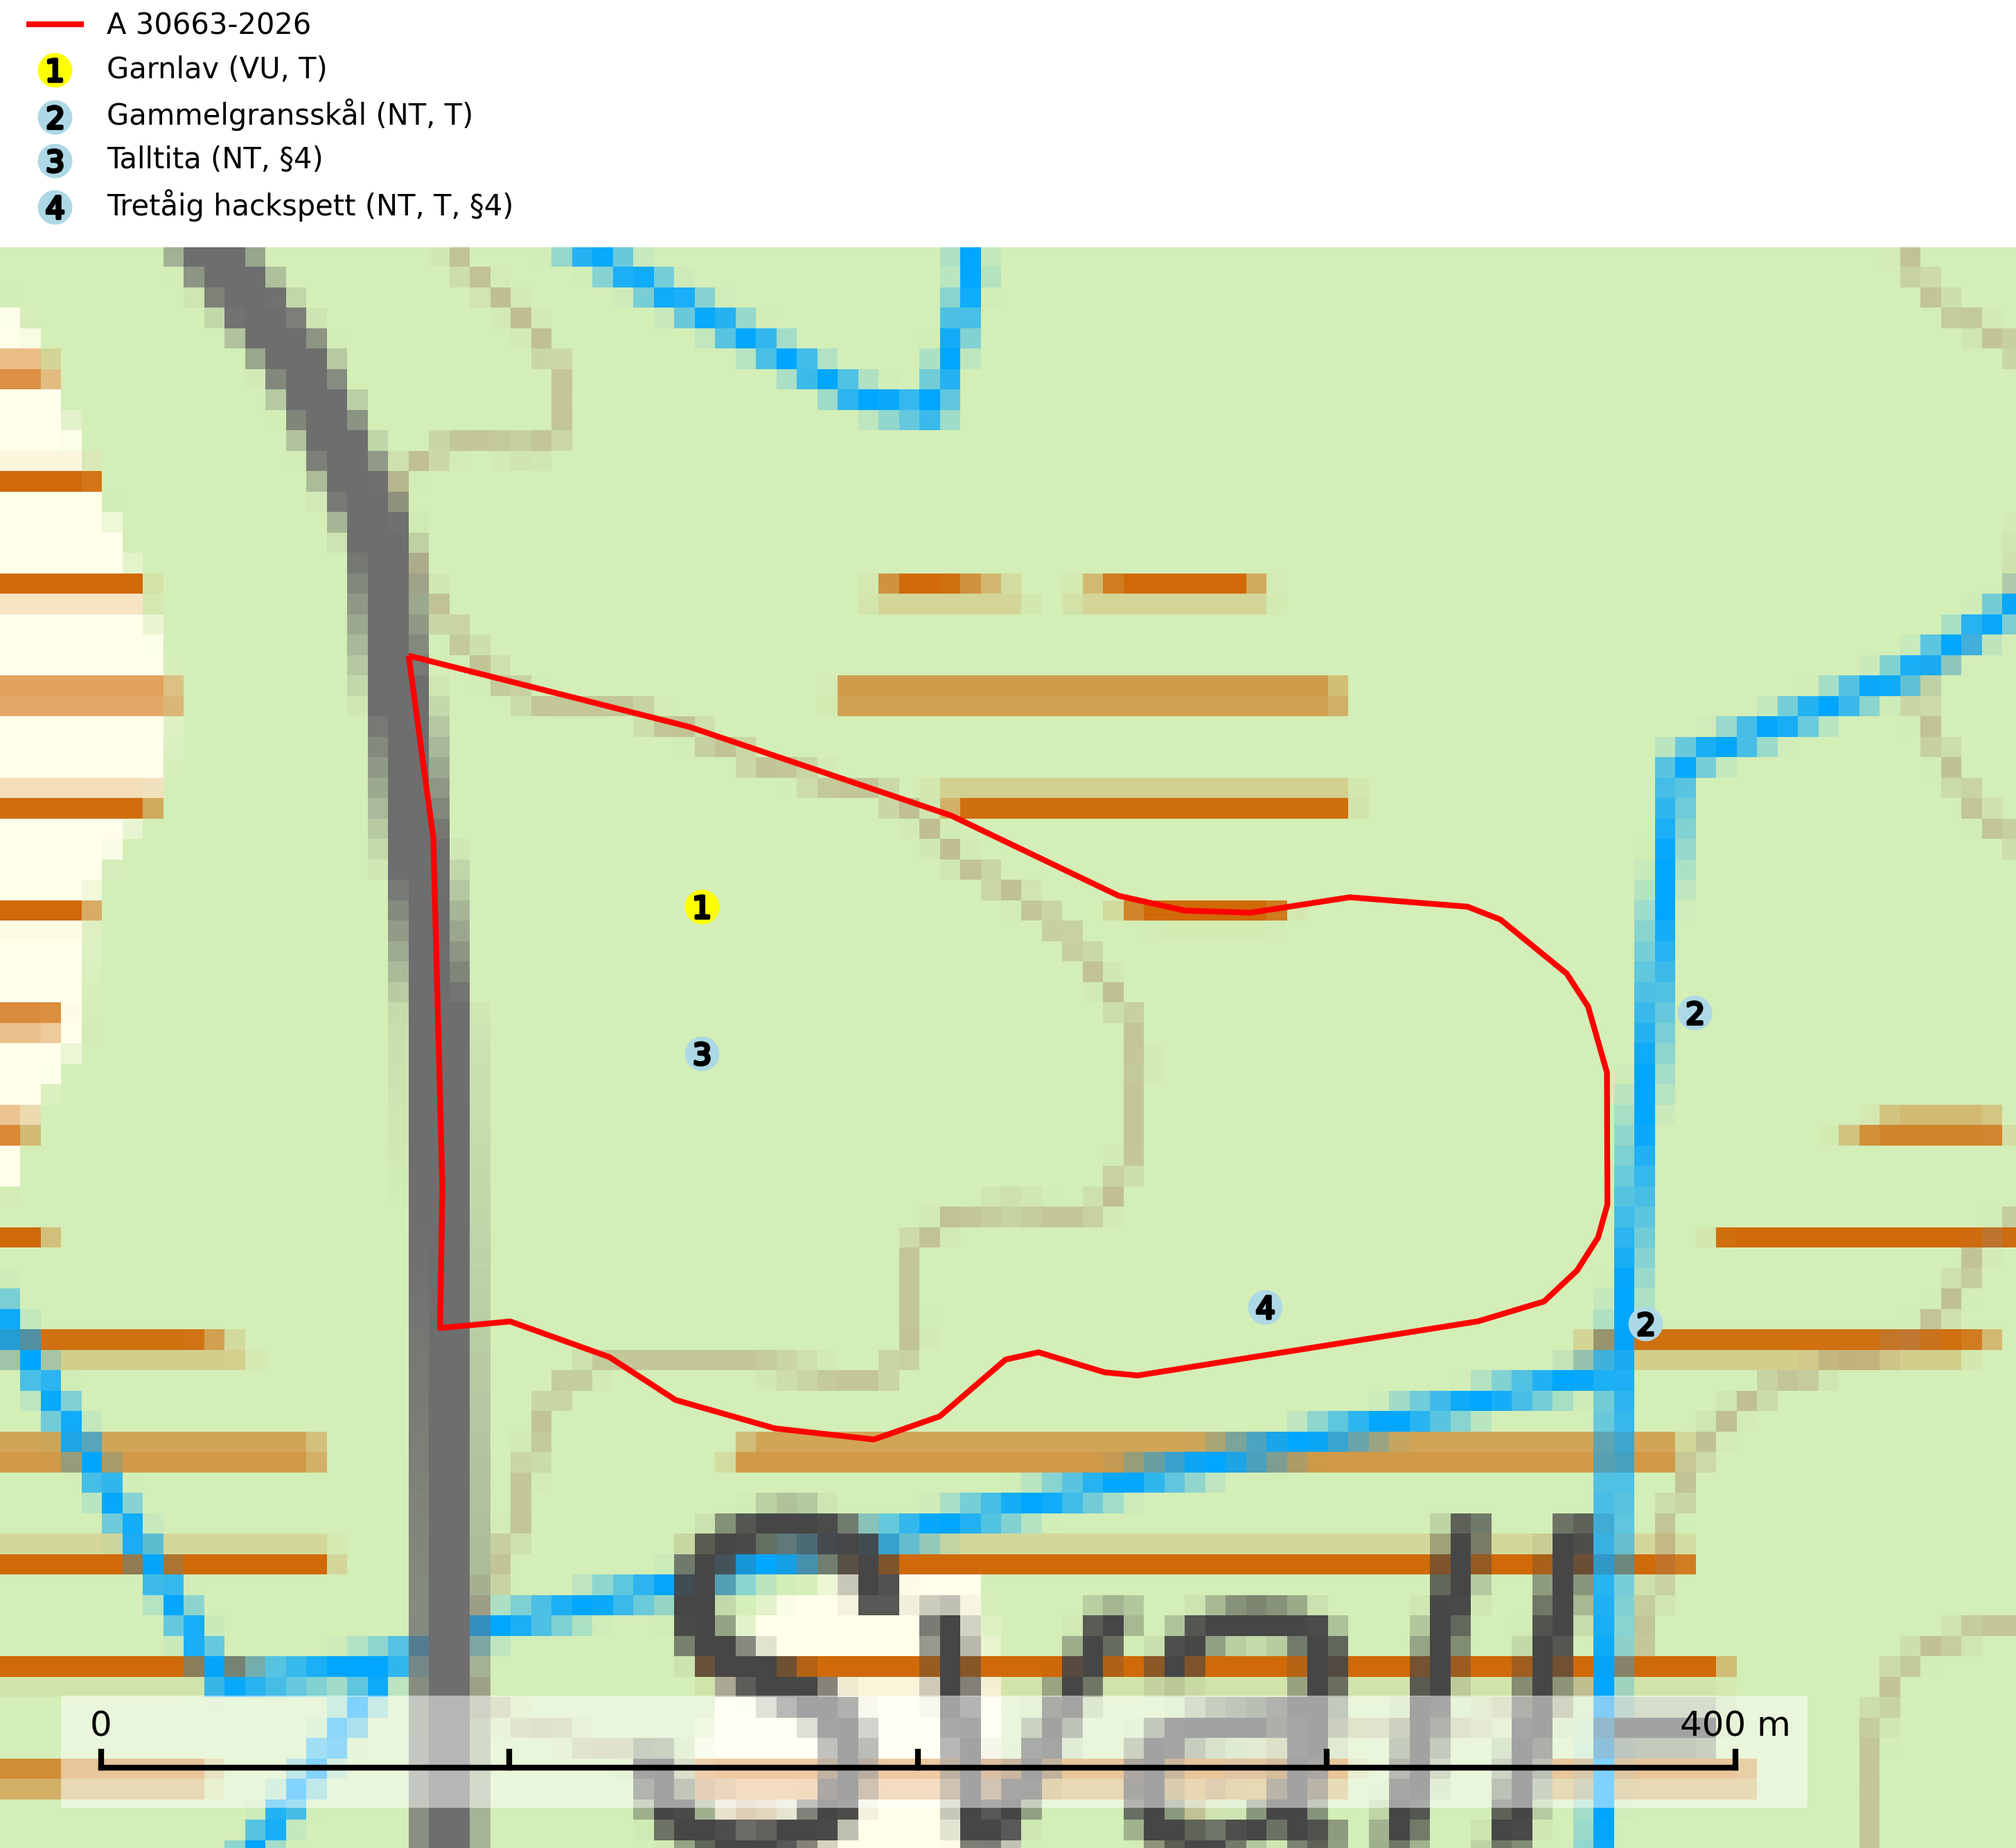 A 30663-2026
1 Garnlav (VU, T)
2 Gammelgransskål (NT, T)
3 Talltita (NT, §4)
4 Tretåig hackspett (NT, T, §4)
1
2
3
4
2
0 400 m